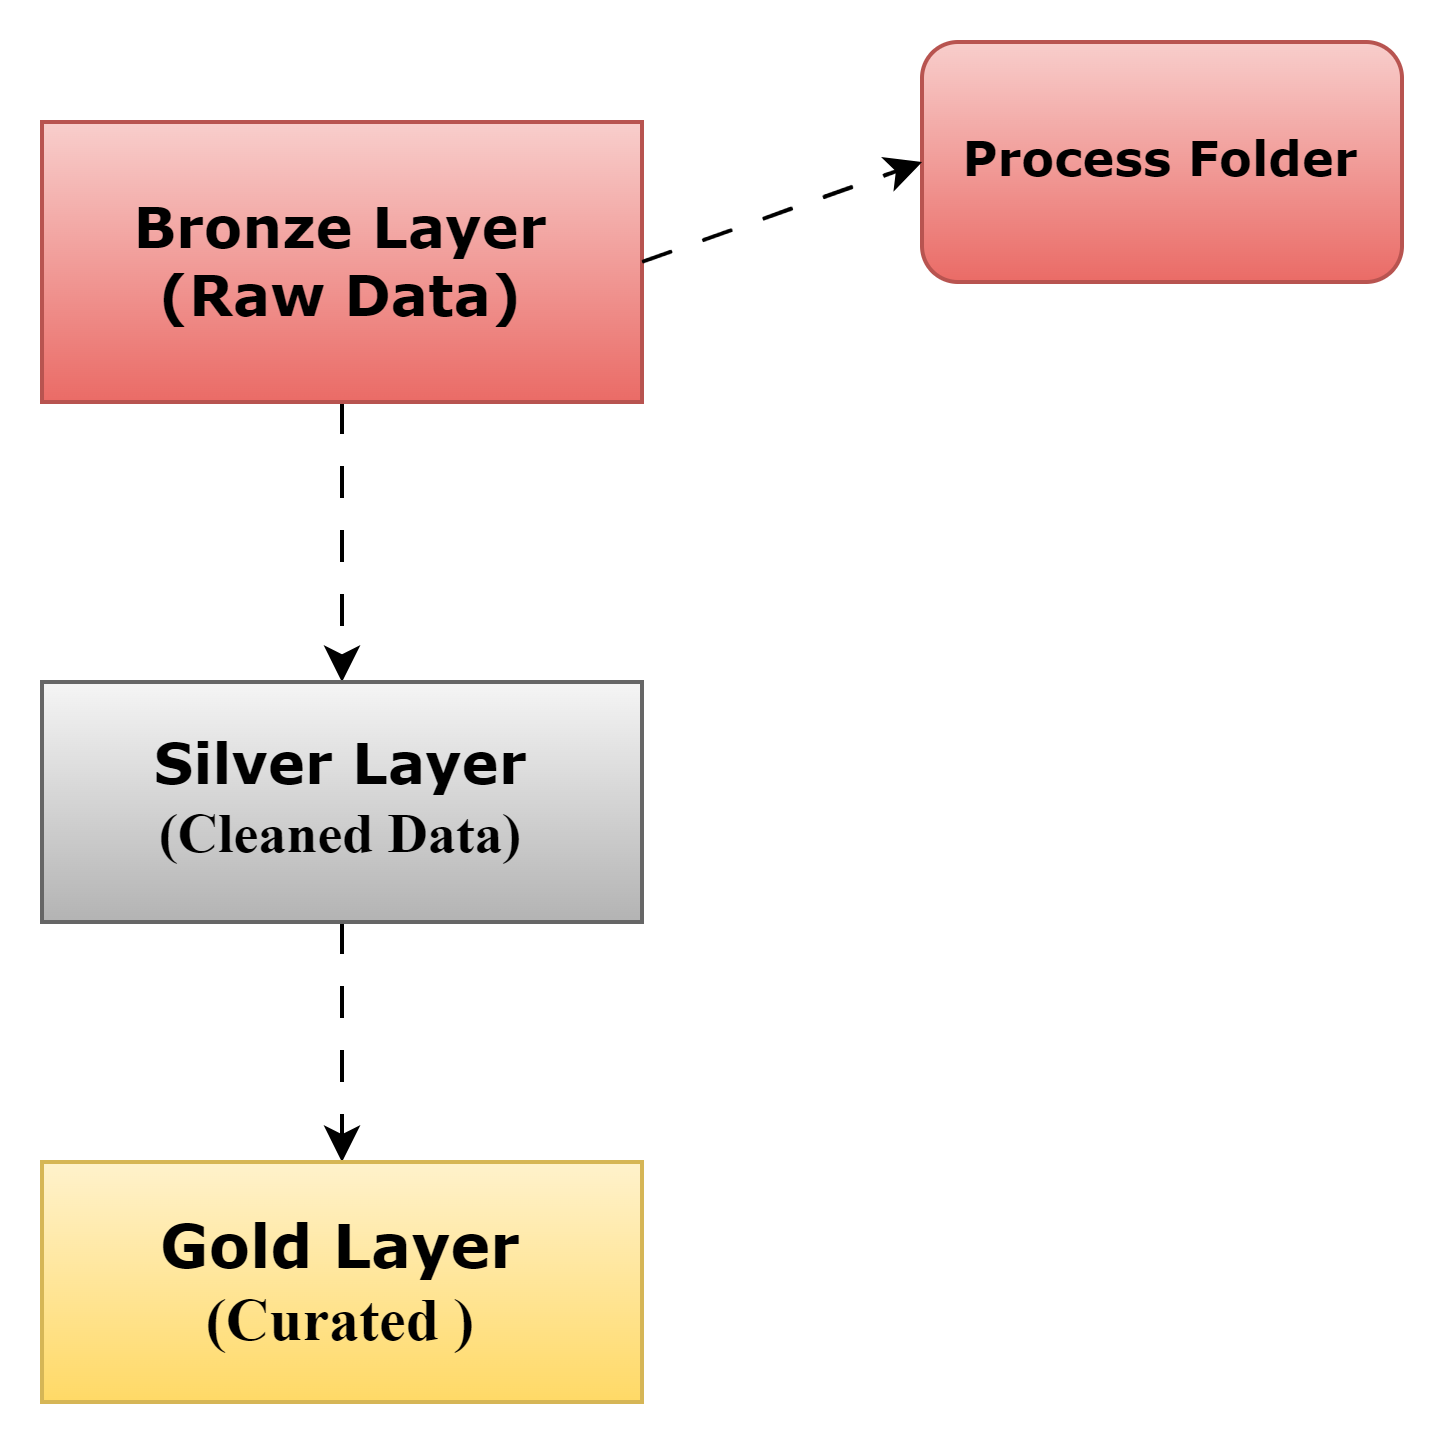 Process Folder
Bronze Layer
(Raw Data)
Silver Layer
(Cleaned Data)
Gold Layer
(Curated )